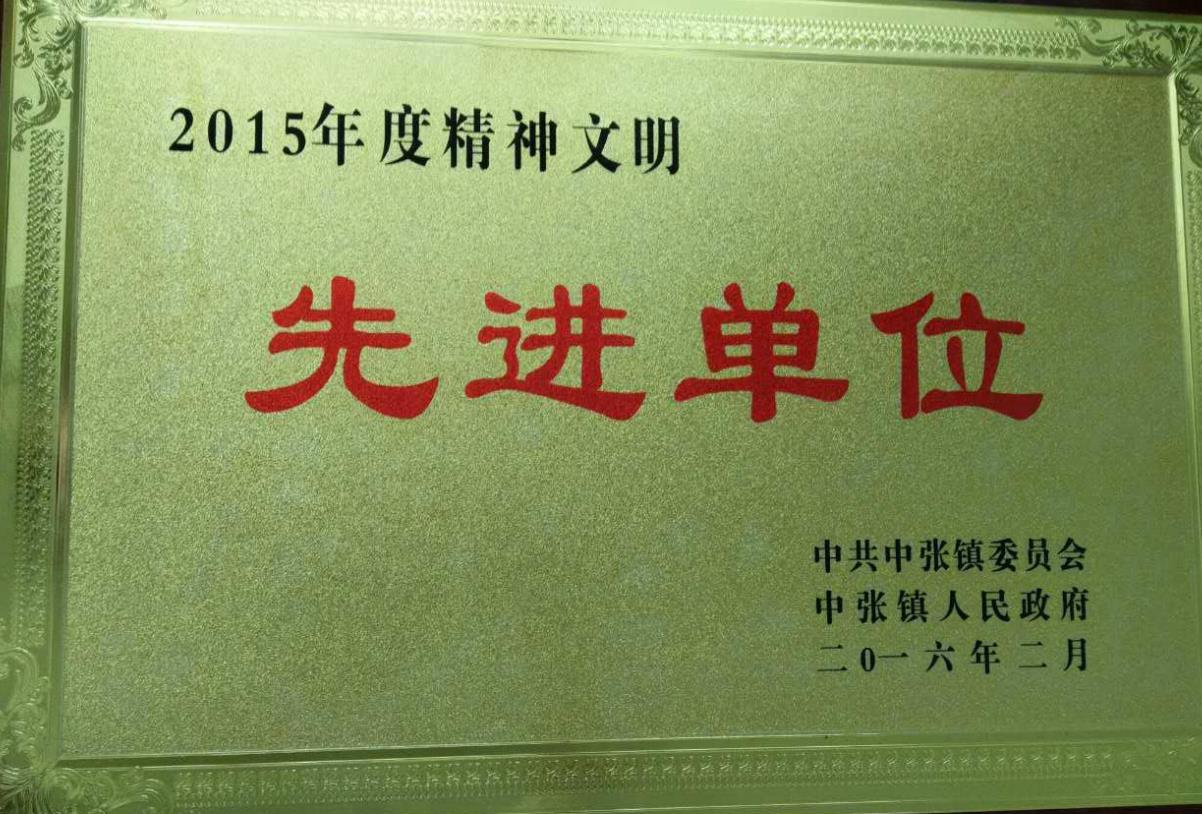 2015年度精神文明
先进单位
中共中张镇委员会
中张镇人民政府
二0一六年二月